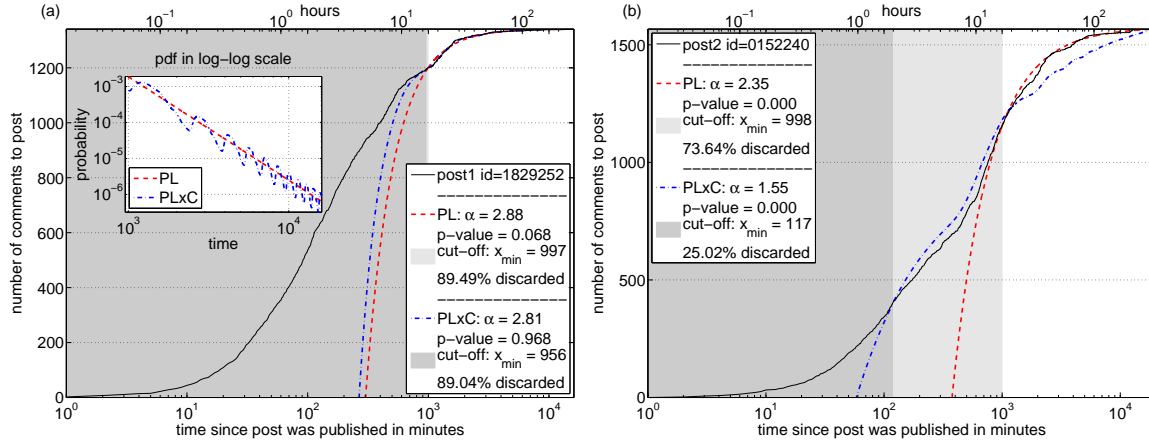 (a)
hours
10^-1 10^0 10^1 10^2
number of comments to post
1200
1000
800
600
400
200
0
pdf in log−log scale
probability
10^-3
10^-4
10^-5
10^-6
PL
PLxC
10^3 10^4
time
post1 id=1829252
−−−−−−−−−−−−−−−
PL: α = 2.88
p-value = 0.068
cut−off: x_min = 997
89.49% discarded
−−−−−−−−−−−−−−−
PLxC: α = 2.81
p−value = 0.968
cut−off: x_min = 956
89.04% discarded
10^0 10^1 10^2 10^3 10^4
time since post was published in minutes
(b)
hours
10^-1 10^0 10^1 10^2
number of comments to post
1500
1000
500
0
post2 id=0152240
−−−−−−−−−−−−−−−
PL: α = 2.35
p−value = 0.000
cut−off: x_min = 998
73.64% discarded
−−−−−−−−−−−−−−−
PLxC: α = 1.55
p−value = 0.000
cut−off: x_min = 117
25.02% discarded
10^0 10^1 10^2 10^3 10^4
time since post was published in minutes